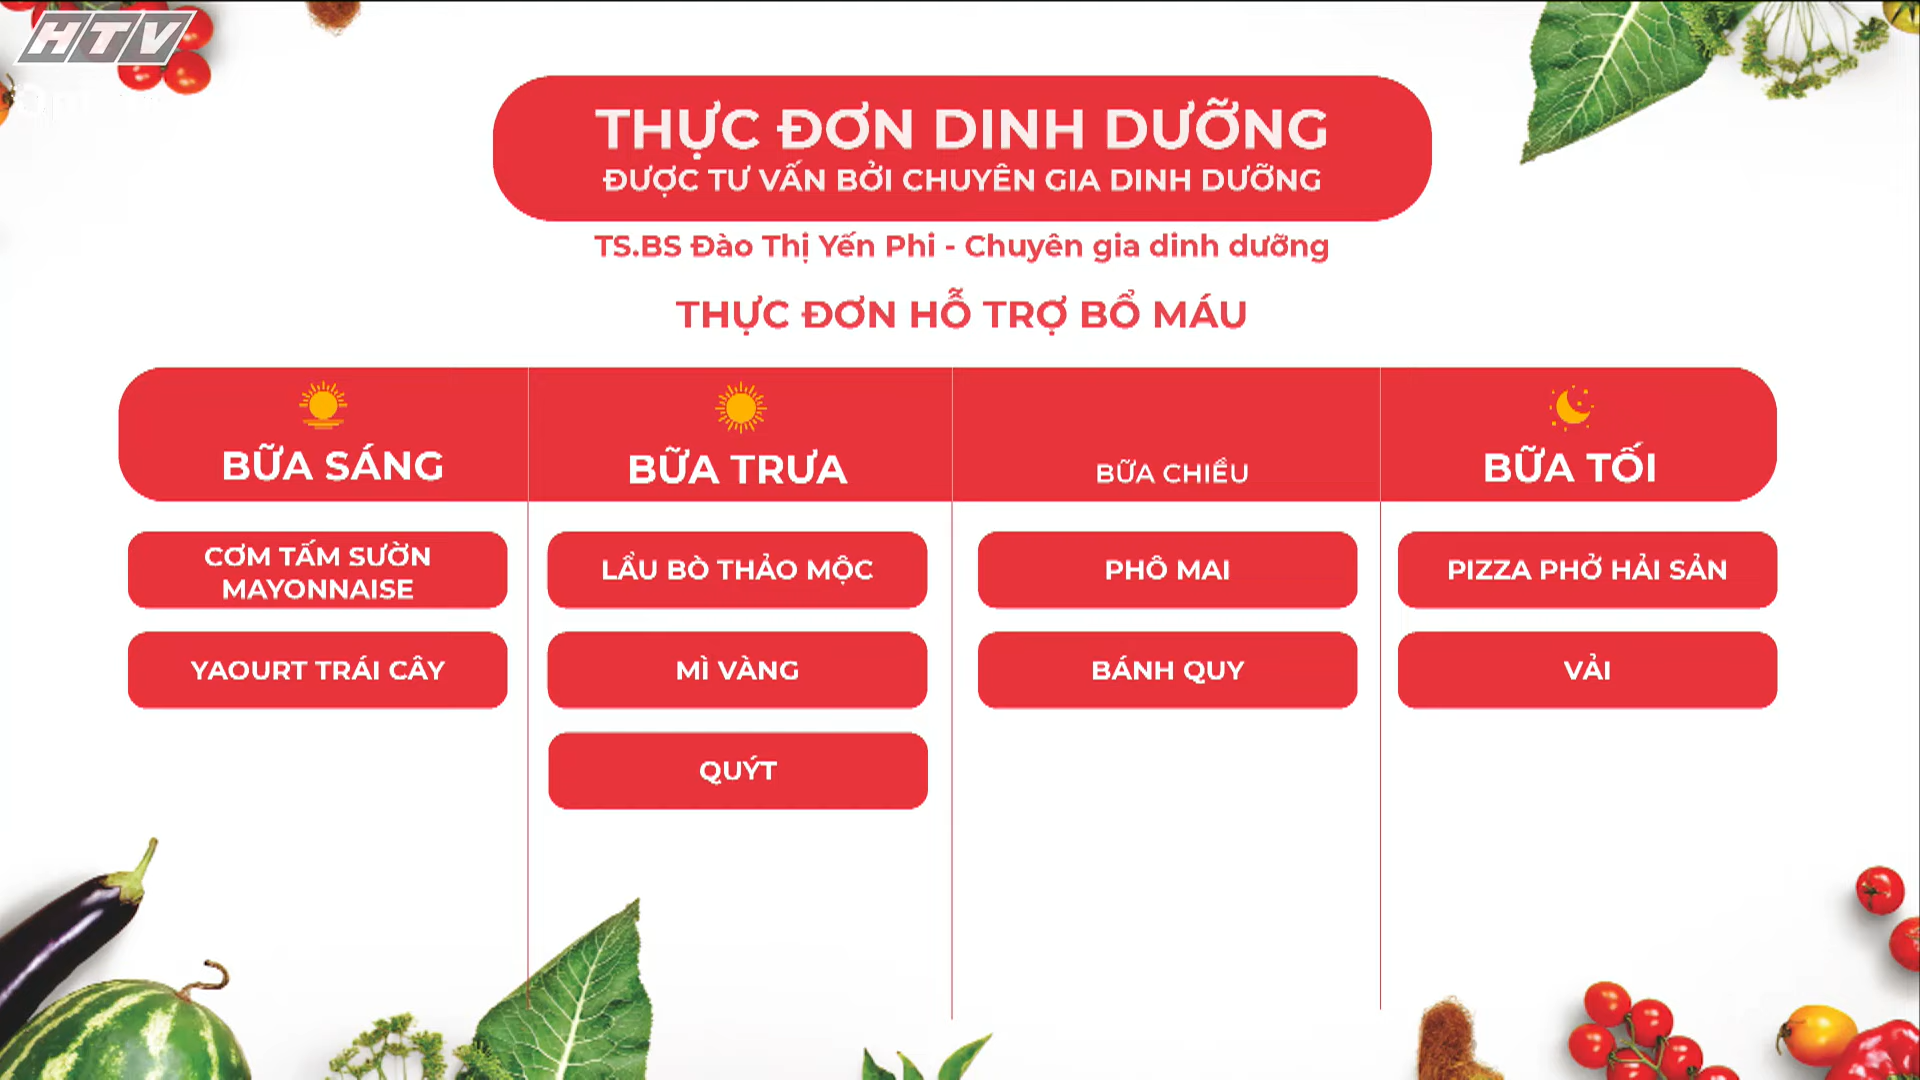 HTV
THỰC ĐƠN DINH DƯỠNG
ĐƯỢC TƯ VẤN BỞI CHUYÊN GIA DINH DƯỠNG
TS.BS Đào Thị Yến Phi - Chuyên gia dinh dưỡng
THỰC ĐƠN HỖ TRỢ BỔ MÁU
BỮA SÁNG
BỮA TRƯA
BỮA CHIỀU
BỮA TỐI
CƠM TẤM SƯỜN
MAYONNAISE
YAOURT TRÁI CÂY
LẨU BÒ THẢO MỘC
MÌ VÀNG
QUÝT
PHÔ MAI
BÁNH QUY
PIZZA PHỞ HẢI SẢN
VẢI